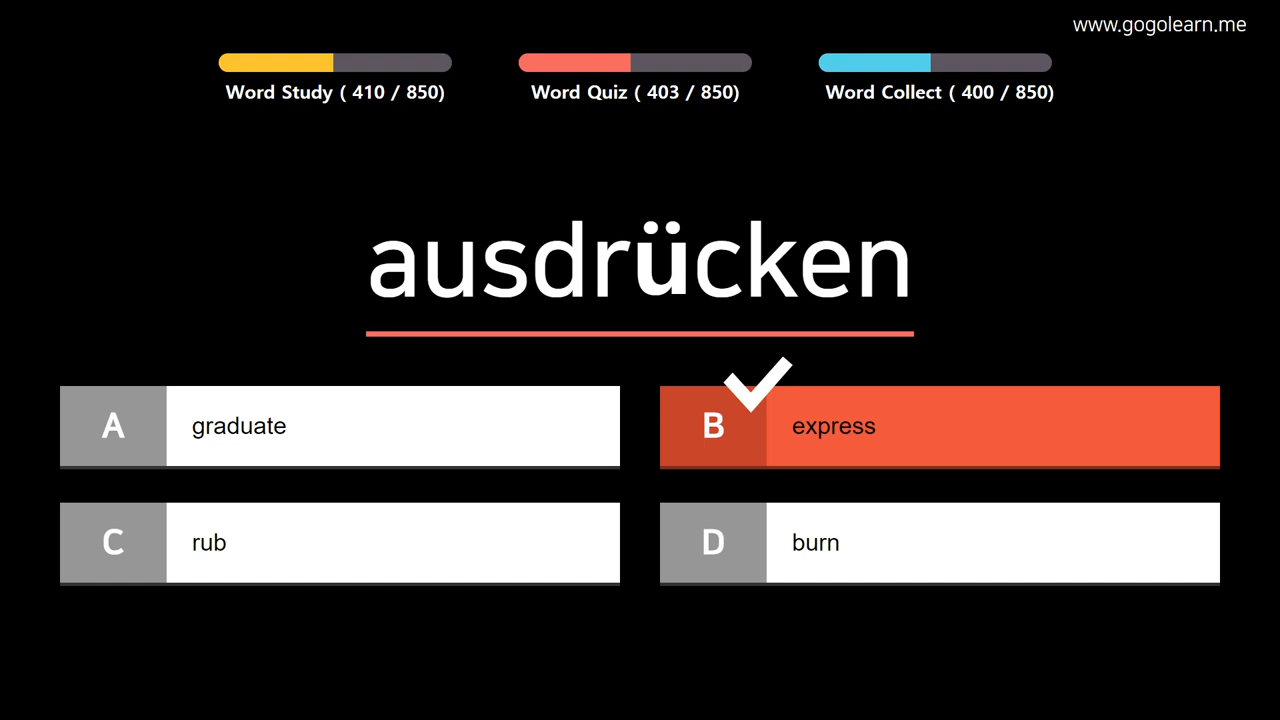 www.gogolearn.me
Word Study ( 410 / 850)
Word Quiz ( 403 / 850)
Word Collect ( 400 / 850)
ausdrücken
A graduate
B express
C rub
D burn